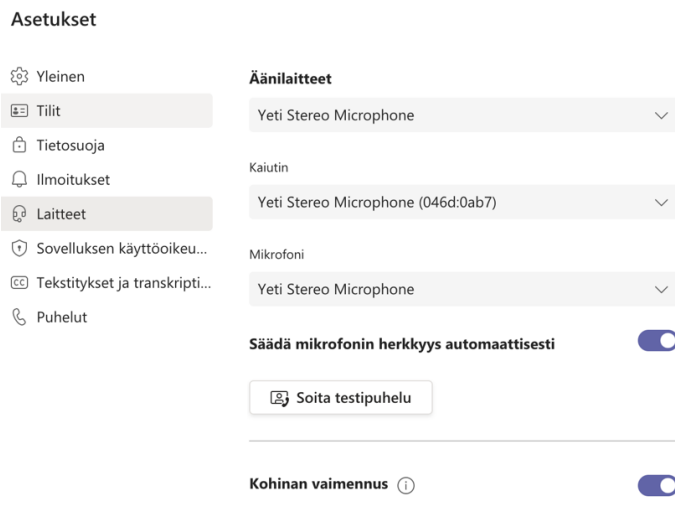 Asetukset
Yleinen
Tilit
Tietosuoja
Ilmoitukset
Laitteet
Sovelluksen käyttöoikeu...
CC Tekstitykset ja transkripti...
Puhelut
Äänilaitteet
Yeti Stereo Microphone
Kaiutin
Yeti Stereo Microphone (046d:0ab7)
Mikrofoni
Yeti Stereo Microphone
Säädä mikrofonin herkkyys automaattisesti
Soita testipuhelu
Kohinan vaimennus